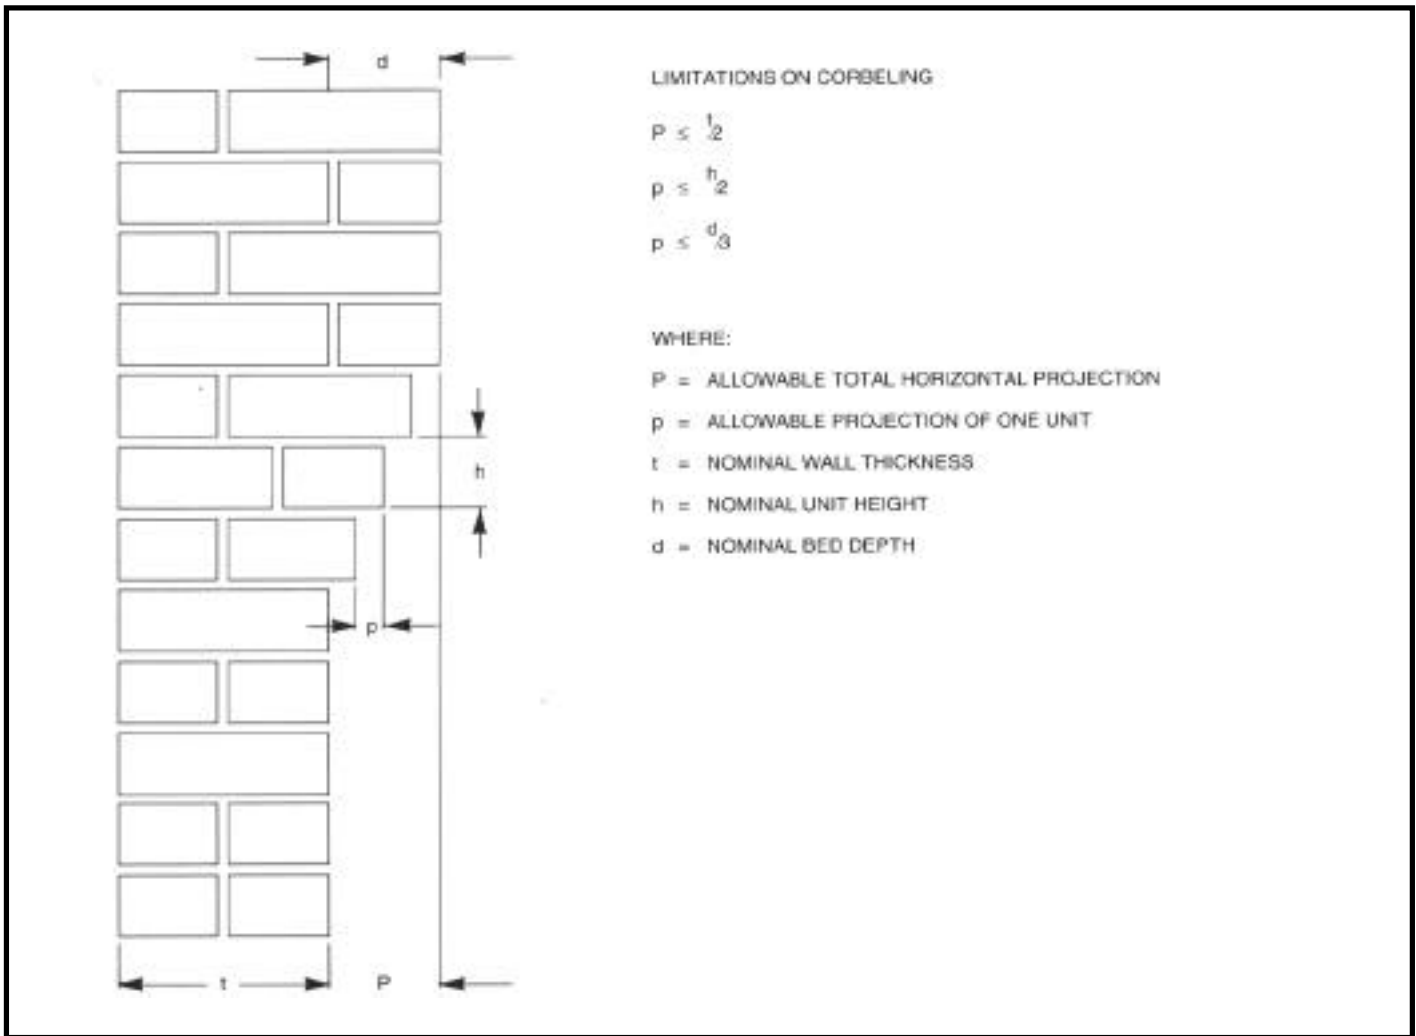 d
LIMITATIONS ON CORBELING
P ≤ t/2
p ≤ h/2
p ≤ d/3
WHERE:
P = ALLOWABLE TOTAL HORIZONTAL PROJECTION
p = ALLOWABLE PROJECTION OF ONE UNIT
t = NOMINAL WALL THICKNESS
h = NOMINAL UNIT HEIGHT
d = NOMINAL BED DEPTH
h
p
t
P